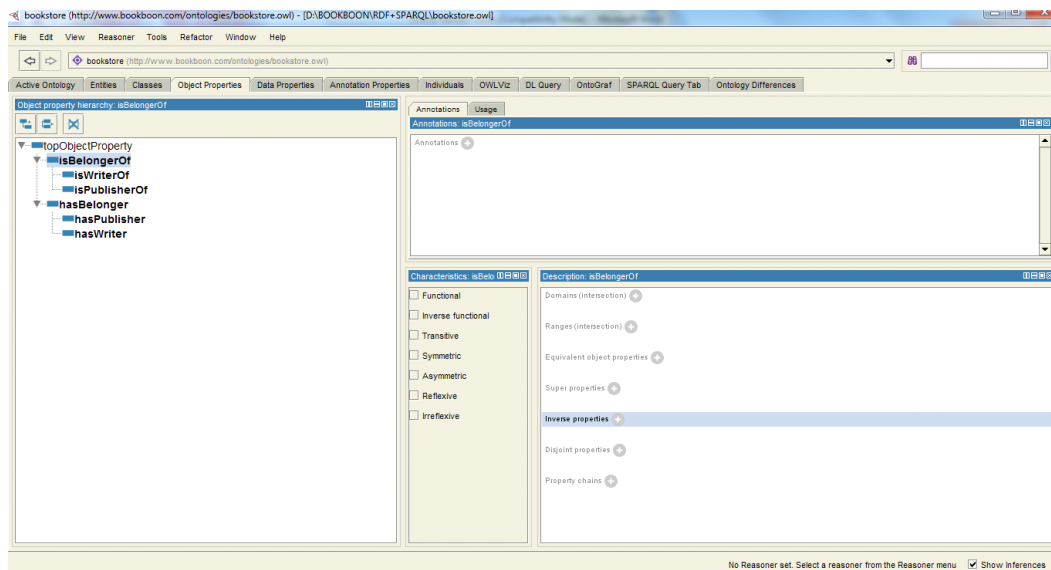 bookstore (http://www.bookboon.com/ontologies/bookstore.owl) - [D:\BOOKBOON\RDF+SPARQL\bookstore.owl]
File Edit View Reasoner Tools Refactor Window Help
bookstore (http://www.bookboon.com/ontologies/bookstore.owl)
Active Ontology Entities Classes Object Properties Data Properties Annotation Properties Individuals OWLViz DL Query OntoGraf SPARQL Query Tab Ontology Differences
Object property hierarchy: isBelongerOf
topObjectProperty
isBelongerOf
isWriterOf
isPublisherOf
hasBelonger
hasPublisher
hasWriter
Annotations Usage
Annotations: isBelongerOf
Annotations
Characteristics: isBelo
Functional
Inverse functional
Transitive
Symmetric
Asymmetric
Reflexive
Irreflexive
Description: isBelongerOf
Domains (intersection)
Ranges (intersection)
Equivalent object properties
Super properties
Inverse properties
Disjoint properties
Property chains
No Reasoner set. Select a reasoner from the Reasoner menu Show Inferences